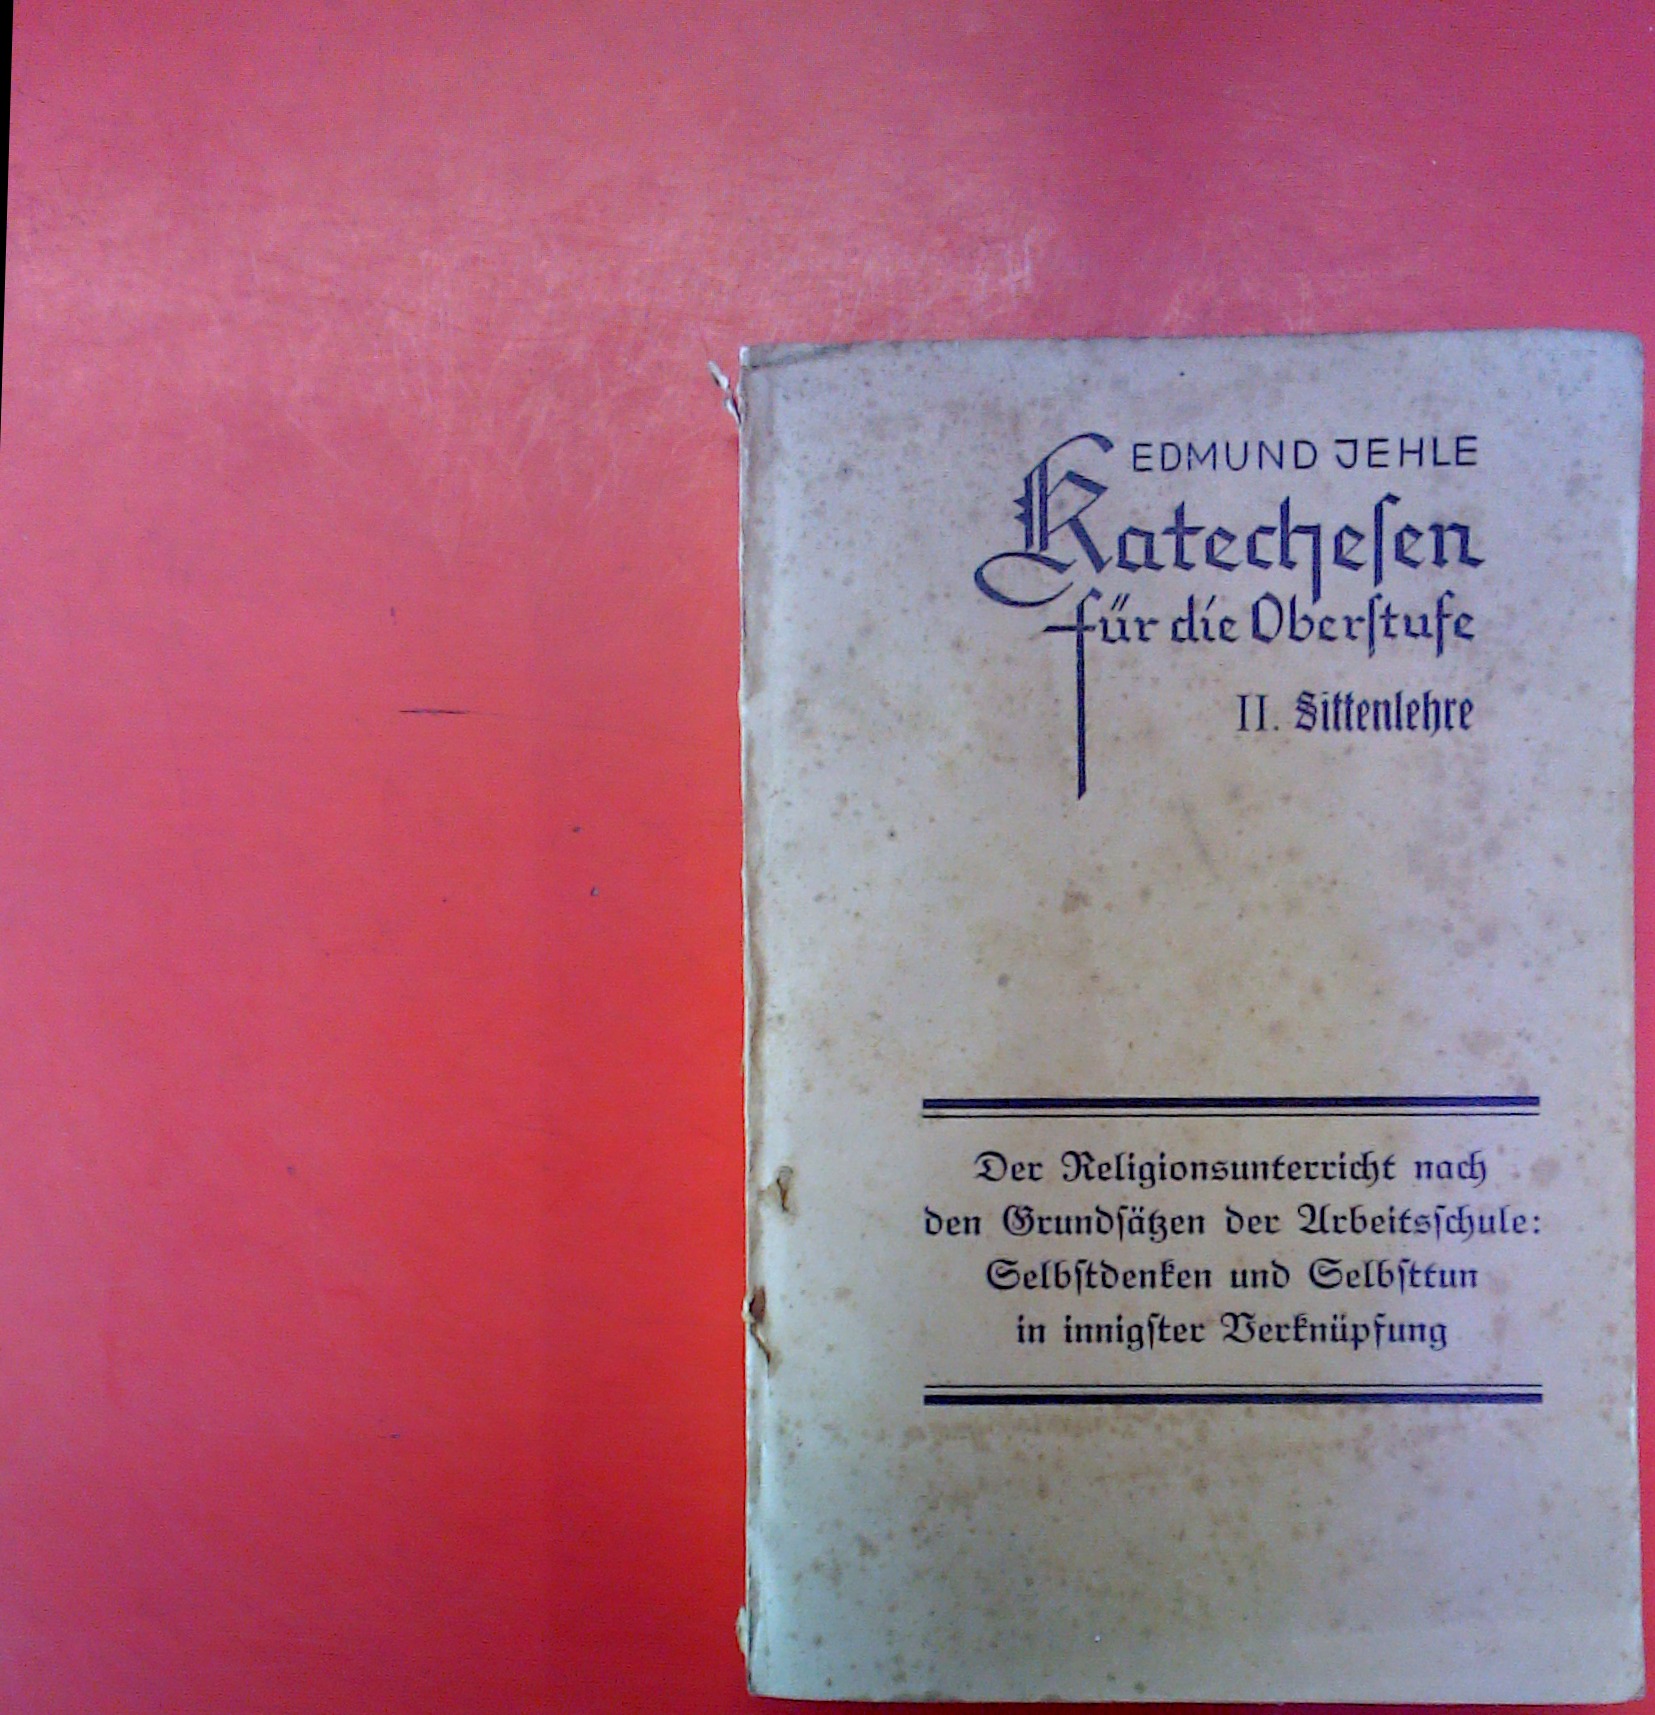 EDMUND JEHLE
Katecheſen
für die Oberſtufe
II. Sittenlehre
Der Religionsunterricht nach
den Grundſätzen der Arbeitsſchule:
Selbſtdenken und Selbſttun
in innigſter Verknüpfung